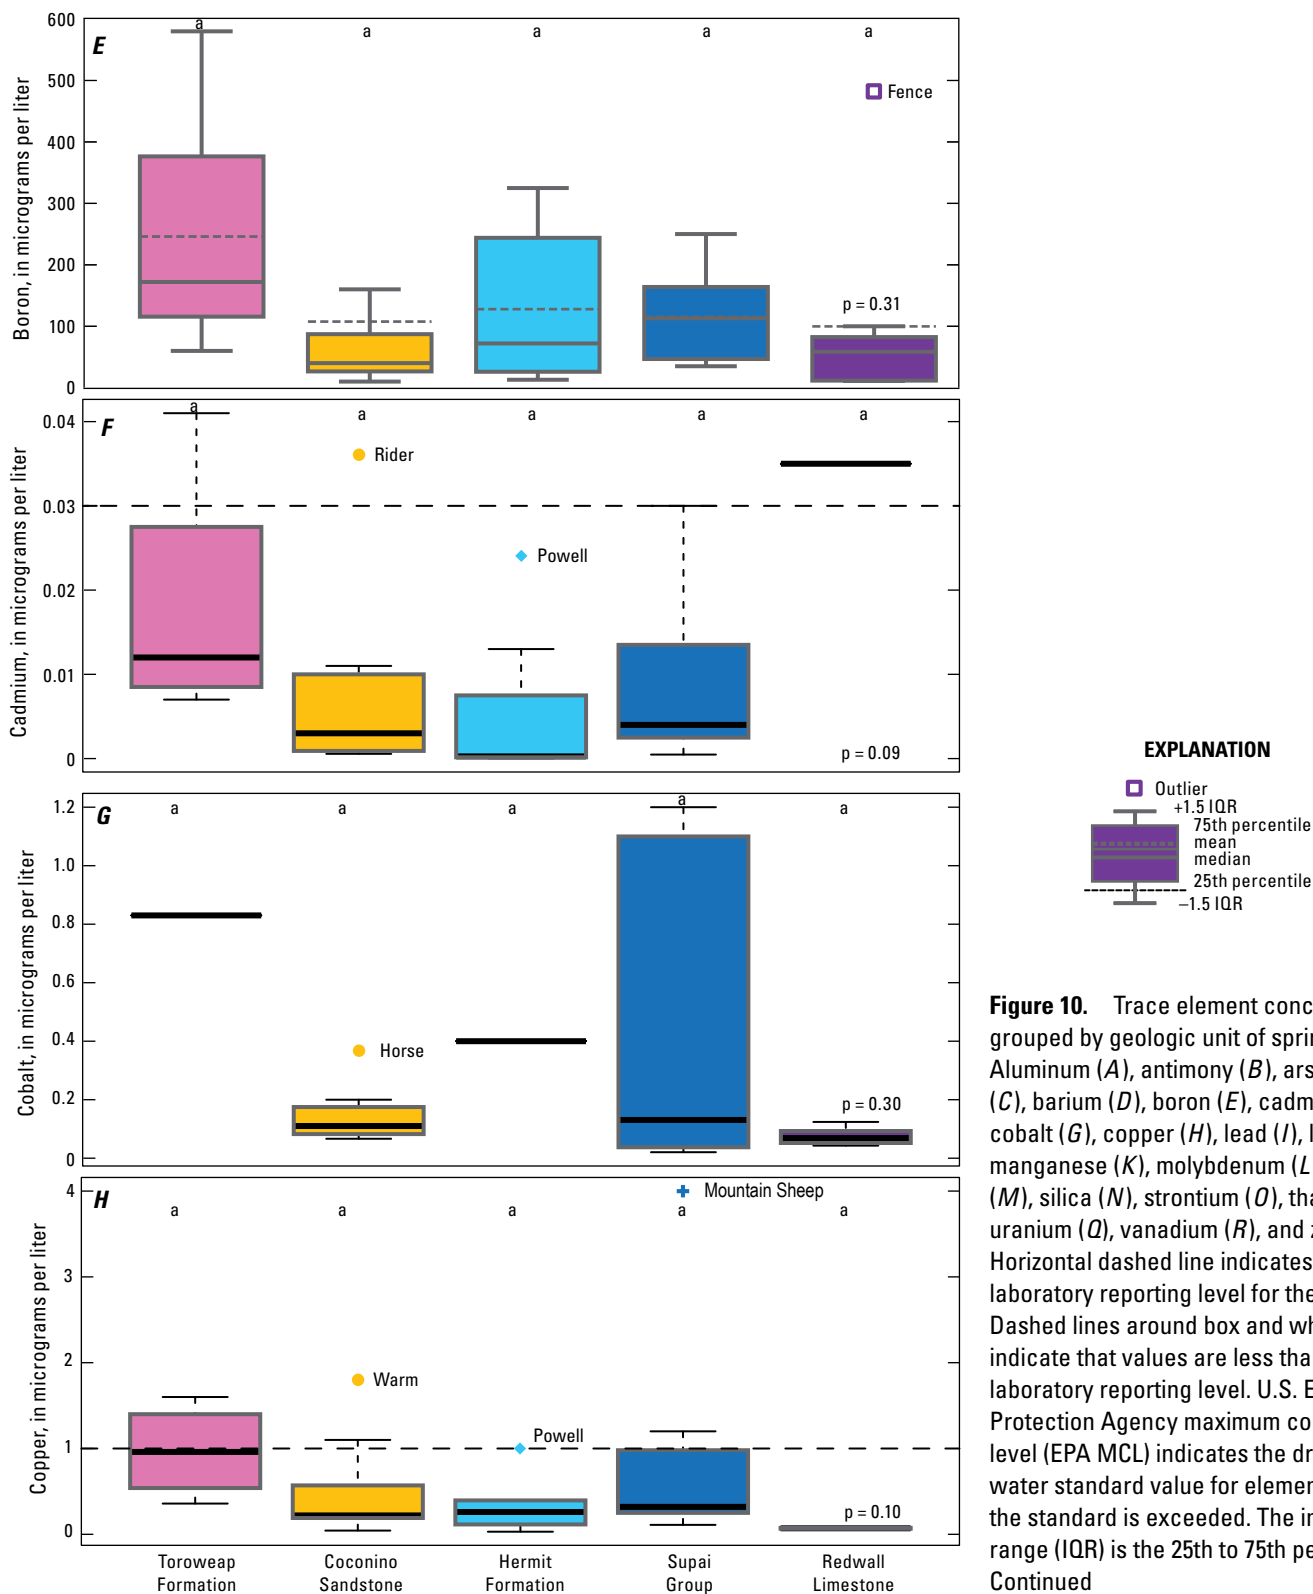 E
a a a a a
600
500
400
300
200
100
0
Boron, in micrograms per liter
Fence
p = 0.31
F
a a a a a
0.04
0.03
0.02
0.01
0
Cadmium, in micrograms per liter
Rider
Powell
p = 0.09
G
a a a a a
1.2
1.0
0.8
0.6
0.4
0.2
0
Cobalt, in micrograms per liter
Horse
p = 0.30
H
a a a a a
4
3
2
1
0
Copper, in micrograms per liter
Mountain Sheep
Warm
Powell
p = 0.10
Toroweap
Formation
Coconino
Sandstone
Hermit
Formation
Supai
Group
Redwall
Limestone
EXPLANATION
Outlier
+1.5 IQR
75th percentile
mean
median
25th percentile
–1.5 IQR
Figure 10. Trace element conc
grouped by geologic unit of sprin
Aluminum (A), antimony (B), ars
(C), barium (D), boron (E), cadm
cobalt (G), copper (H), lead (I), l
manganese (K), molybdenum (L
(M), silica (N), strontium (O), tha
uranium (Q), vanadium (R), and
Horizontal dashed line indicates
laboratory reporting level for the
Dashed lines around box and wh
indicate that values are less tha
laboratory reporting level. U.S. E
Protection Agency maximum co
level (EPA MCL) indicates the dr
water standard value for elemen
the standard is exceeded. The in
range (IQR) is the 25th to 75th pe
Continued